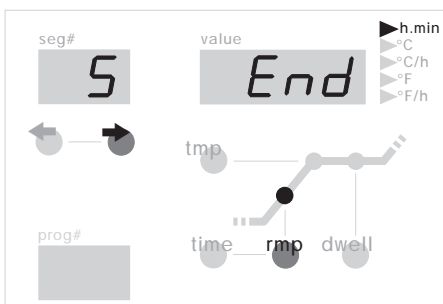 seg#
value
h.min
°C
°C/h
°F
°F/h
5
End
tmp
prog#
time
rmp
dwell